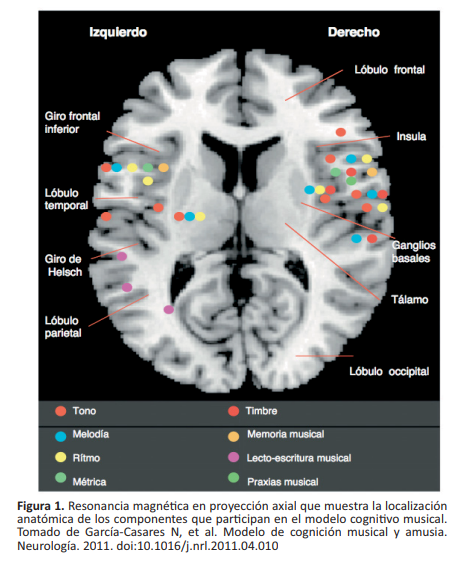 Izquierdo
Derecho
Lóbulo frontal
Giro frontal
inferior
Insula
Lóbulo
temporal
Ganglios
basales
Giro de
Helsch
Tálamo
Lóbulo
parietal
Lóbulo occipital
Tono
Timbre
Melodía
Memoria musical
Rítmo
Lecto-escritura musical
Métrica
Praxias musical
Figura 1. Resonancia magnética en proyección axial que muestra la localización
anatómica de los componentes que participan en el modelo cognitivo musical.
Tomado de García-Casares N, et al. Modelo de cognición musical y amusia.
Neurología. 2011. doi:10.1016/j.nrl.2011.04.010